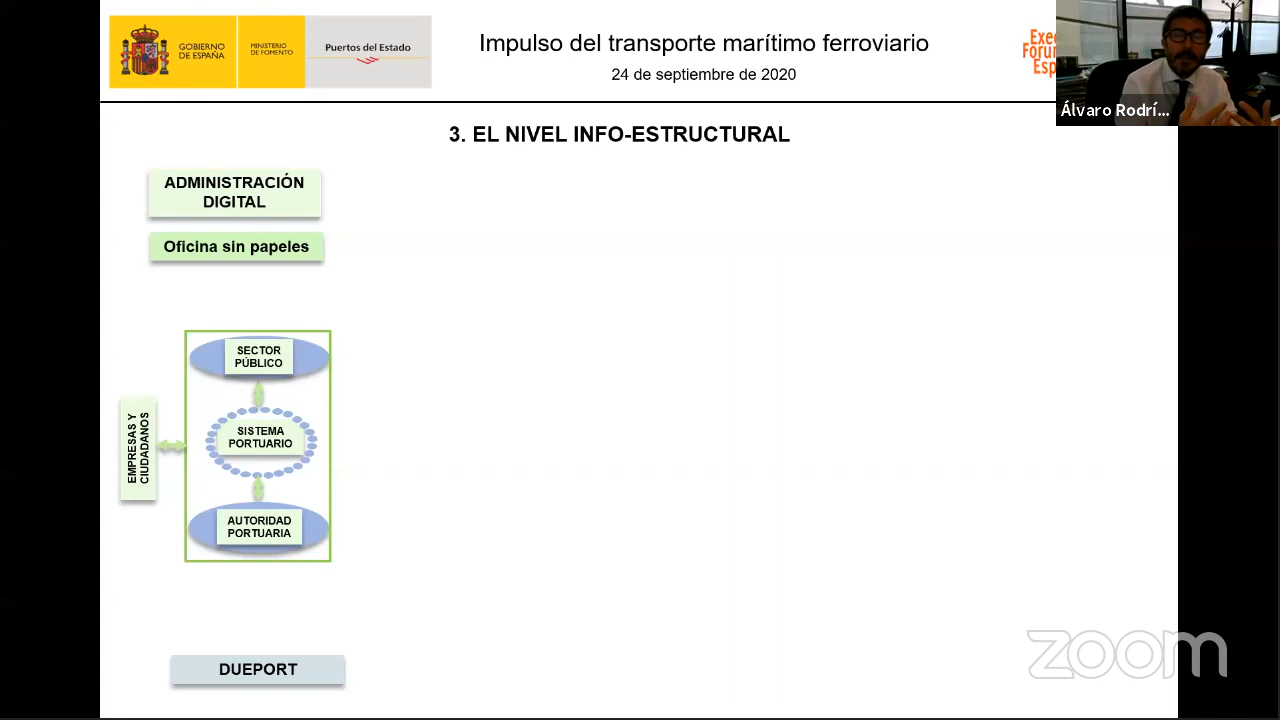 GOBIERNO
DE ESPAÑA
MINISTERIO
DE FOMENTO
Puertos del Estado
Impulso del transporte marítimo ferroviario
24 de septiembre de 2020
Álvaro Rodrí...
3. EL NIVEL INFO-ESTRUCTURAL
ADMINISTRACIÓN
DIGITAL
Oficina sin papeles
SECTOR
PÚBLICO
EMPRESAS Y
CIUDADANOS
SISTEMA
PORTUARIO
AUTORIDAD
PORTUARIA
DUEPORT
zoom